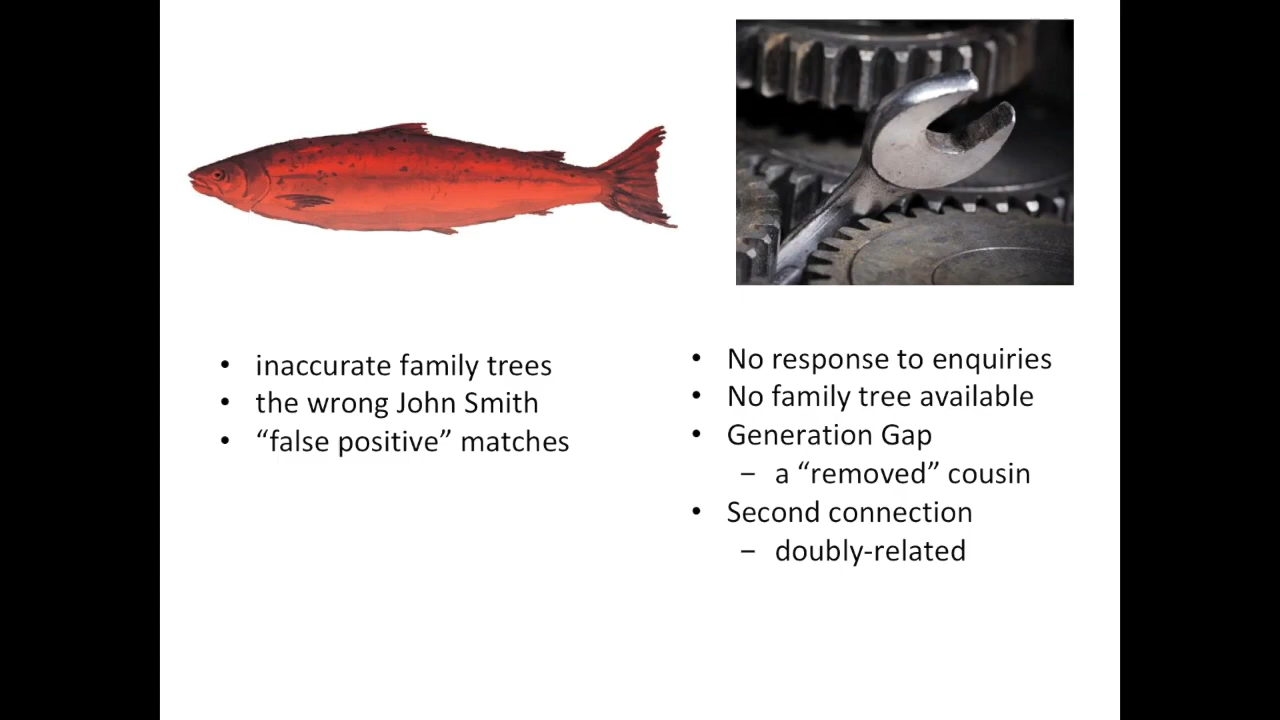 • inaccurate family trees
• the wrong John Smith
• “false positive” matches
• No response to enquiries
• No family tree available
• Generation Gap
– a “removed” cousin
• Second connection
– doubly-related